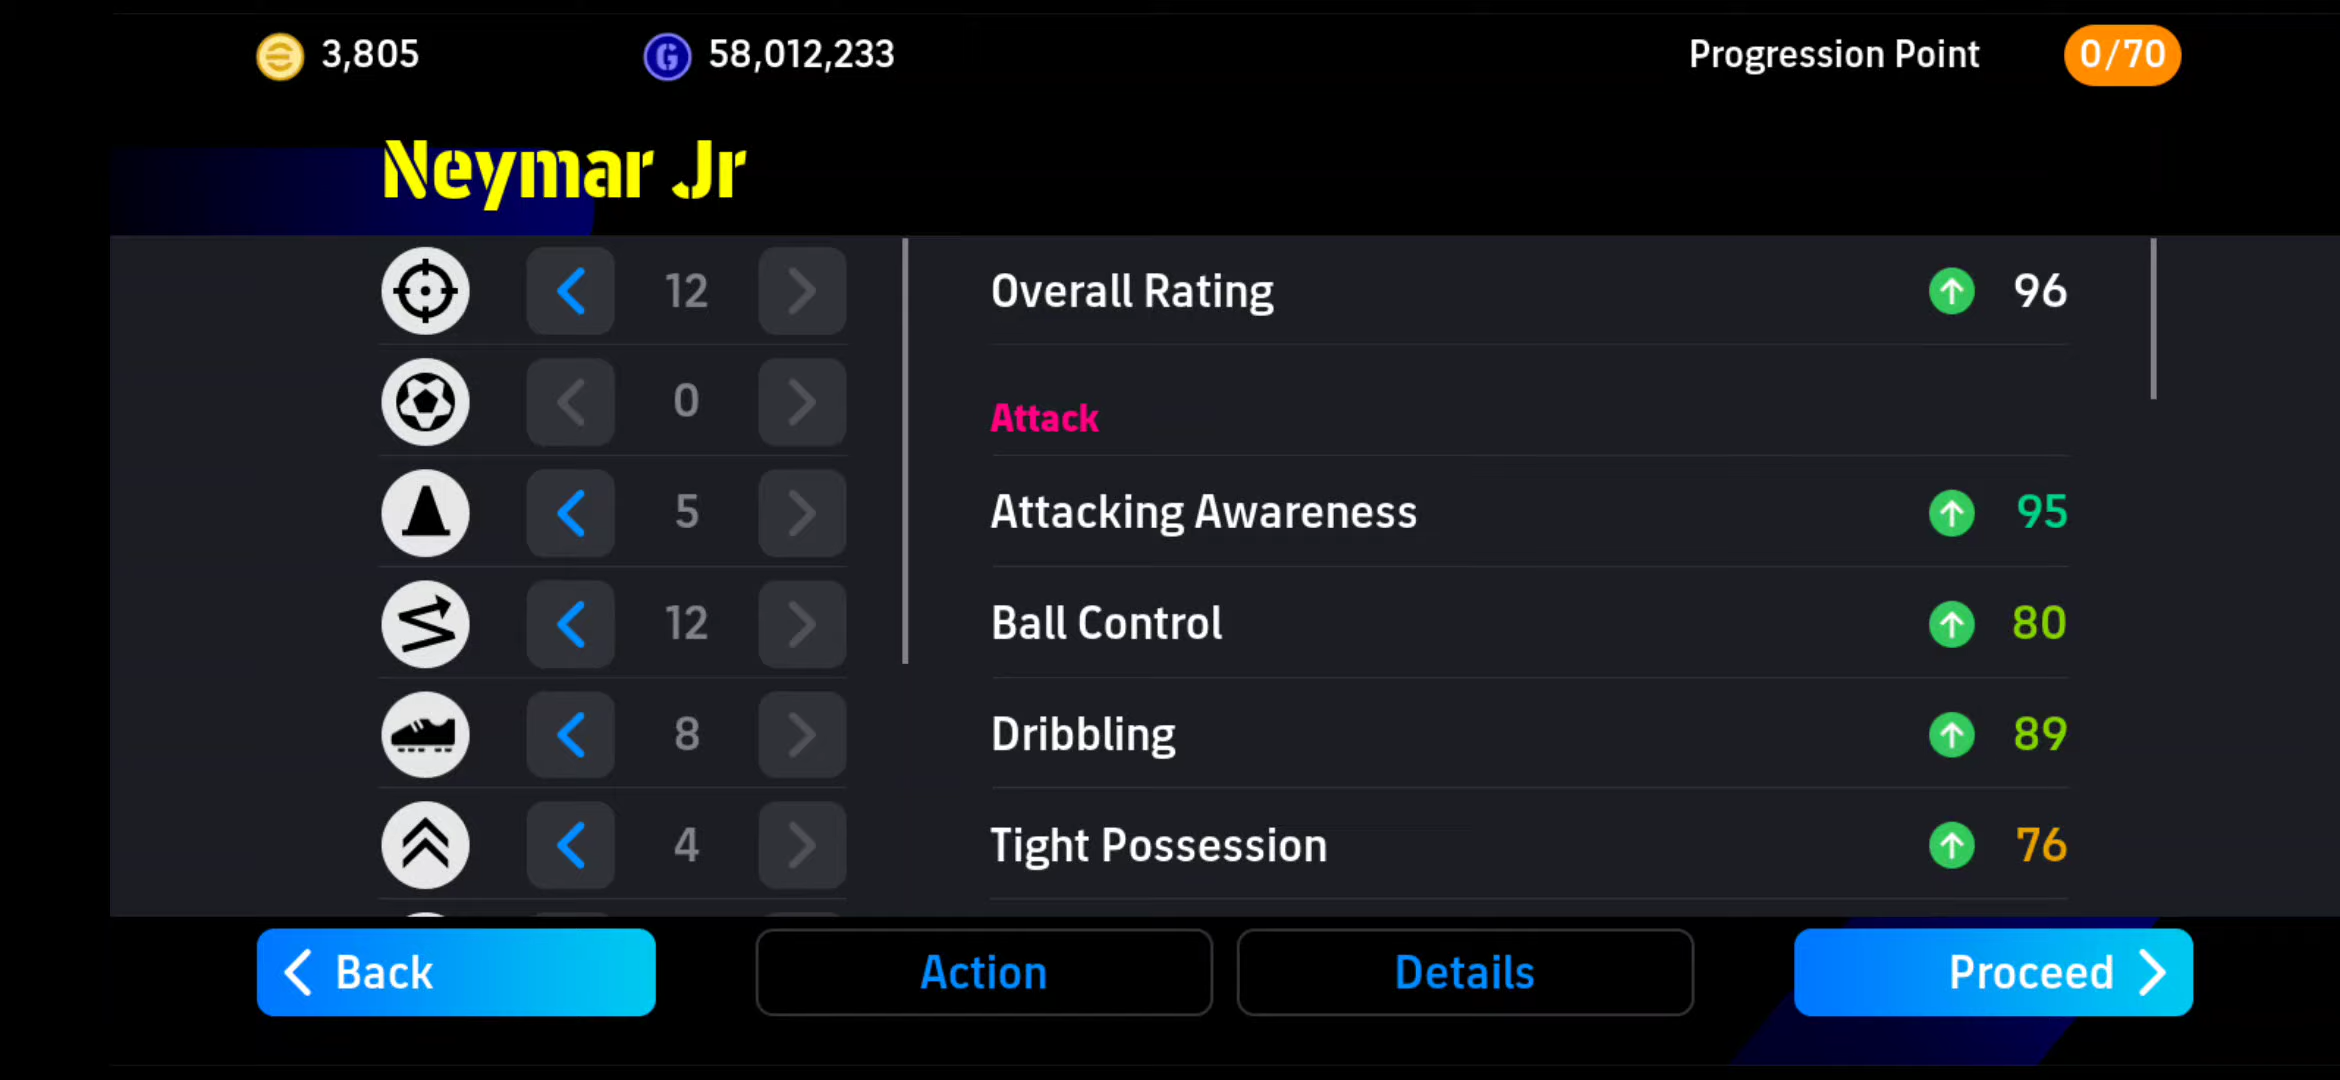 3,805
58,012,233
Progression Point 0/70
Neymar Jr
12
Overall Rating 96
0
Attack
5
Attacking Awareness 95
12
Ball Control 80
8
Dribbling 89
4
Tight Possession 76
Back
Action
Details
Proceed